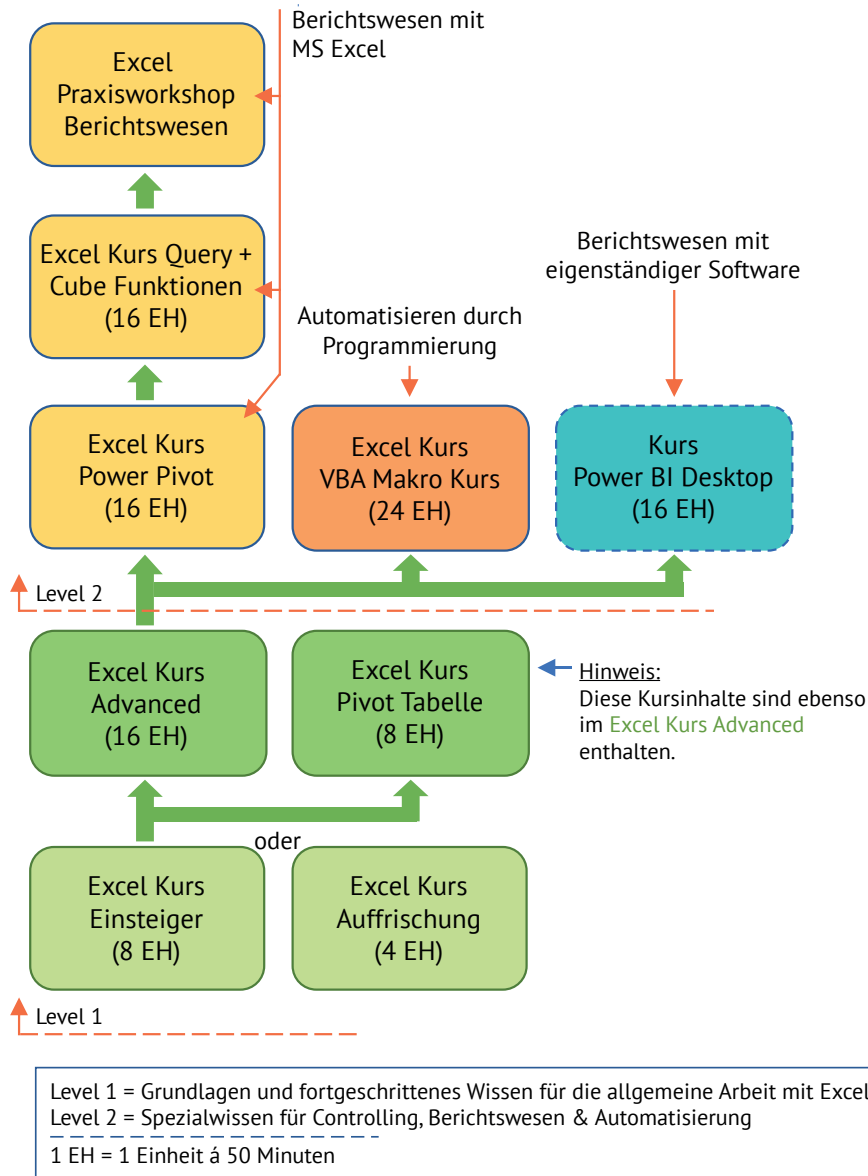 Berichtswesen mit
MS Excel
Excel
Praxisworkshop
Berichtswesen
Excel Kurs Query +
Cube Funktionen
(16 EH)
Berichtswesen mit
eigenständiger Software
Automatisieren durch
Programmierung
Excel Kurs
Power Pivot
(16 EH)
Excel Kurs
VBA Makro Kurs
(24 EH)
Kurs
Power BI Desktop
(16 EH)
Level 2
Excel Kurs
Advanced
(16 EH)
Excel Kurs
Pivot Tabelle
(8 EH)
Hinweis:
Diese Kursinhalte sind ebenso
im Excel Kurs Advanced
enthalten.
oder
Excel Kurs
Einsteiger
(8 EH)
Excel Kurs
Auffrischung
(4 EH)
Level 1
Level 1 = Grundlagen und fortgeschrittenes Wissen für die allgemeine Arbeit mit Excel
Level 2 = Spezialwissen für Controlling, Berichtswesen & Automatisierung
1 EH = 1 Einheit á 50 Minuten